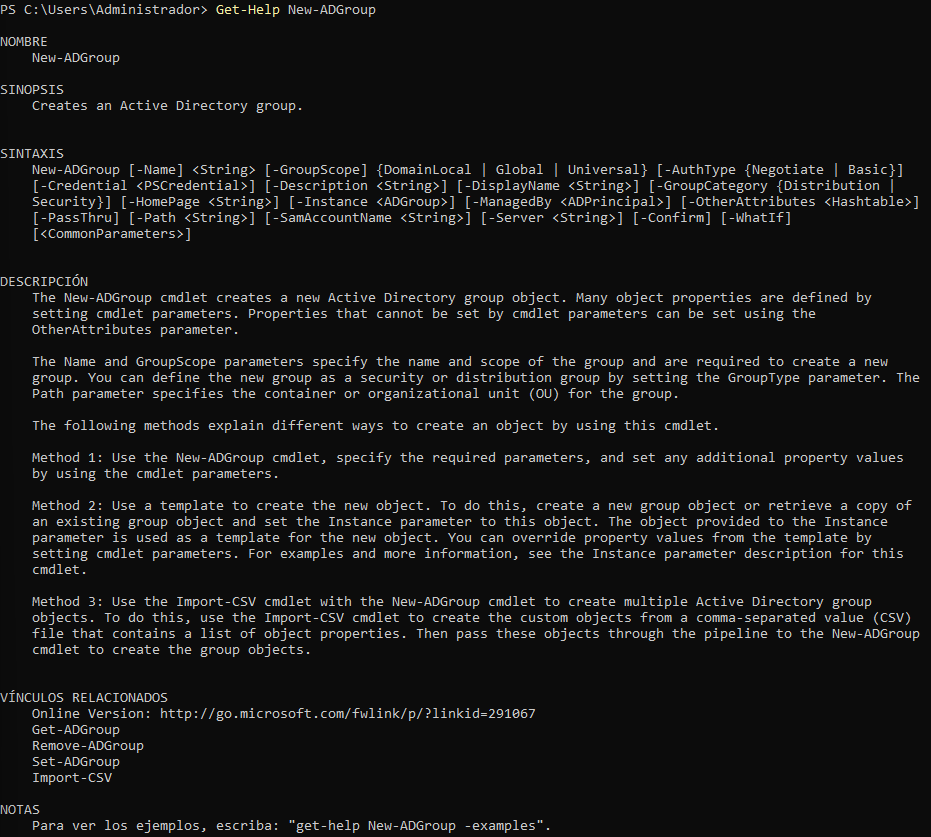 PS C:\Users\Administrador> Get-Help New-ADGroup
NOMBRE
New-ADGroup
SINOPSIS
Creates an Active Directory group.
SINTAXIS
New-ADGroup [-Name] <String> [-GroupScope] {DomainLocal | Global | Universal} [-AuthType {Negotiate | Basic}]
[-Credential <PSCredential>] [-Description <String>] [-DisplayName <String>] [-GroupCategory {Distribution |
Security}] [-HomePage <String>] [-Instance <ADGroup>] [-ManagedBy <ADPrincipal>] [-OtherAttributes <Hashtable>]
[-PassThru] [-Path <String>] [-SamAccountName <String>] [-Server <String>] [-Confirm] [-WhatIf]
[<CommonParameters>]
DESCRIPCIÓN
The New-ADGroup cmdlet creates a new Active Directory group object. Many object properties are defined by
setting cmdlet parameters. Properties that cannot be set by cmdlet parameters can be set using the
OtherAttributes parameter.
The Name and GroupScope parameters specify the name and scope of the group and are required to create a new
group. You can define the new group as a security or distribution group by setting the GroupType parameter. The
Path parameter specifies the container or organizational unit (OU) for the group.
The following methods explain different ways to create an object by using this cmdlet.
Method 1: Use the New-ADGroup cmdlet, specify the required parameters, and set any additional property values
by using the cmdlet parameters.
Method 2: Use a template to create the new object. To do this, create a new group object or retrieve a copy of
an existing group object and set the Instance parameter to this object. The object provided to the Instance
parameter is used as a template for the new object. You can override property values from the template by
setting cmdlet parameters. For examples and more information, see the Instance parameter description for this
cmdlet.
Method 3: Use the Import-CSV cmdlet with the New-ADGroup cmdlet to create multiple Active Directory group
objects. To do this, use the Import-CSV cmdlet to create the custom objects from a comma-separated value (CSV)
file that contains a list of object properties. Then pass these objects through the pipeline to the New-ADGroup
cmdlet to create the group objects.
VÍNCULOS RELACIONADOS
Online Version: http://go.microsoft.com/fwlink/p/?linkid=291067
Get-ADGroup
Remove-ADGroup
Set-ADGroup
Import-CSV
NOTAS
Para ver los ejemplos, escriba: "get-help New-ADGroup -examples".